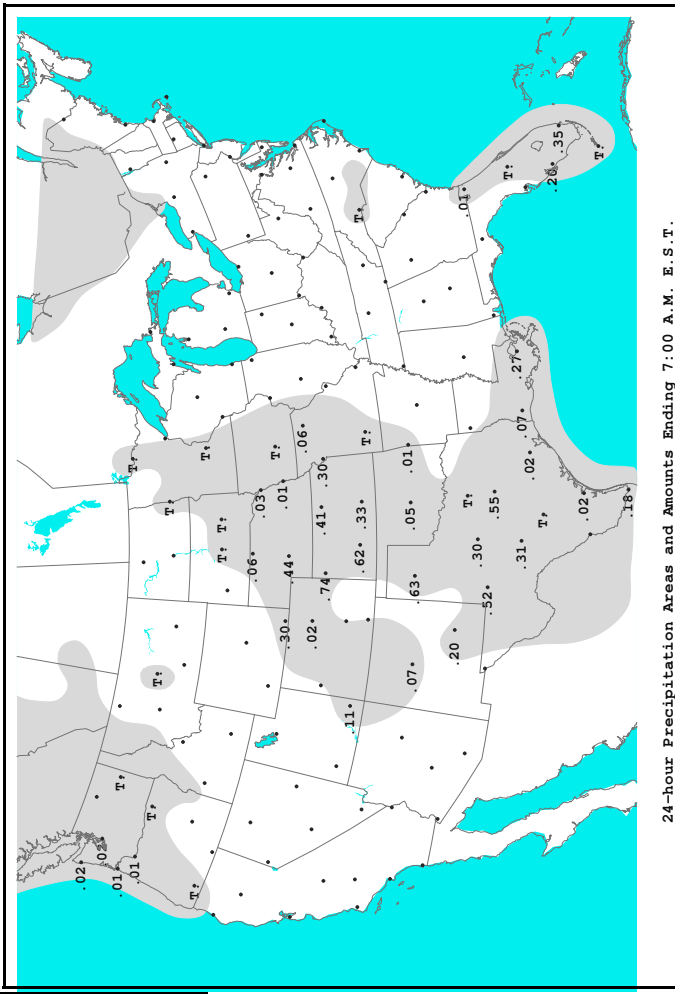 .02
.02
.01
T
T
.01
T
T
T
T
T
T
T
.06
.03
T
.01
.30
.44
.06
.02
.41
.30
.74
.11
T
.62
.33
T
.01
.05
.07
.63
.20
.01
T
.30
.52
.55
T
.27
.31
.07
.02
T
.20
.35
.02
T
.18
24-hour Precipitation Areas and Amounts Ending 7:00 A.M. E.S.T.